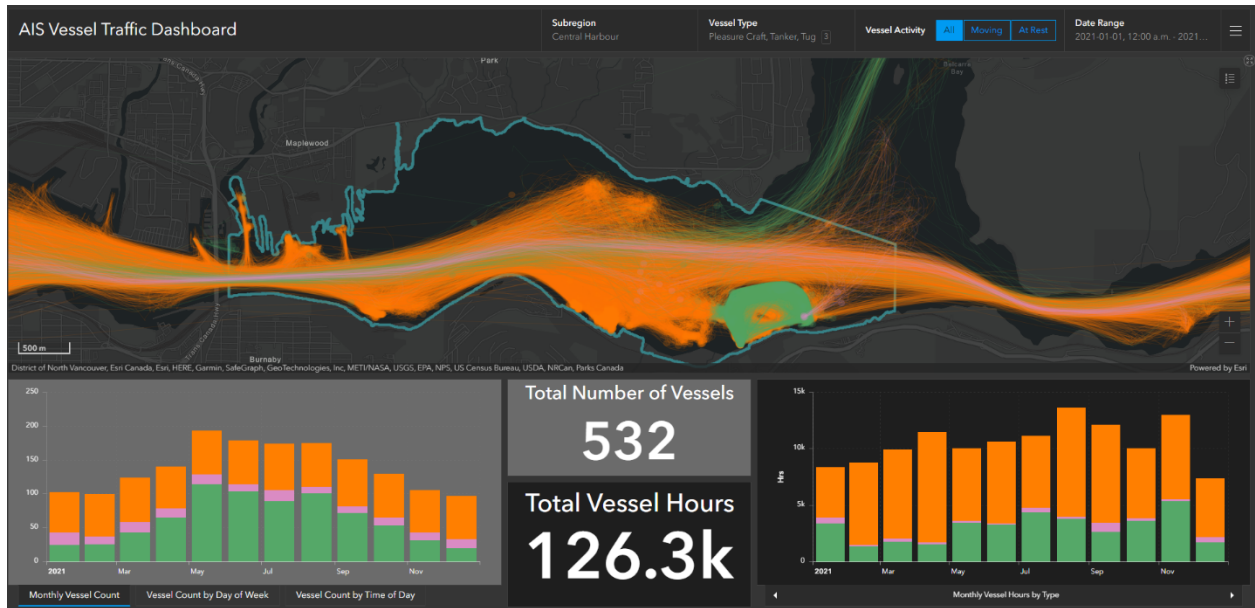 AIS Vessel Traffic Dashboard
Subregion
Central Harbour
Vessel Type
Pleasure Craft, Tanker, Tug 3
Vessel Activity
All
Moving
At Rest
Date Range
2021-01-01, 12:00 a.m. - 2021...
Park
Bay
Maplewood
500 m
Burnaby
District of North Vancouver, Esri Canada, Esri, HERE, Garmin, SafeGraph, GeoTechnologies, Inc, METI/NASA, USGS, EPA, NPS, US Census Bureau, USDA, NRCan, Parks Canada
Powered by Esri
250
200
150
100
50
0
2021
Mar
May
Jul
Sep
Nov
Monthly Vessel Count
Vessel Count by Day of Week
Vessel Count by Time of Day
Total Number of Vessels
532
Total Vessel Hours
126.3k
15k
10k
5k
0
Hrs
2021
Mar
May
Jul
Sep
Nov
Monthly Vessel Hours by Type